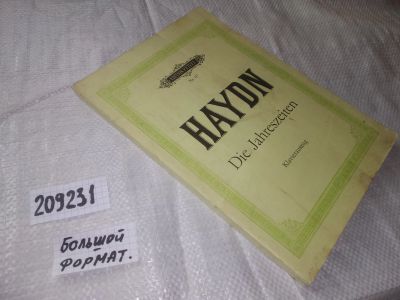 HAYDN
Die Jahreszeiten
Klavierauszug
209231
БОЛЬШОЙ
ФОРМАТ.